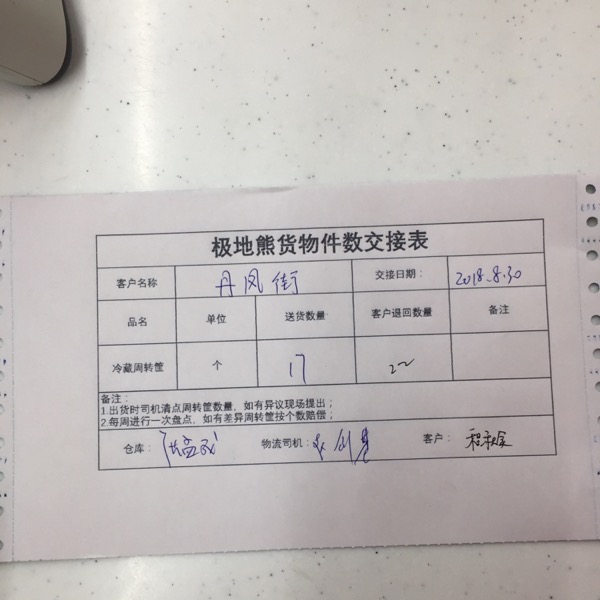 极地熊货物件数交接表
客户名称 丹凤街 交接日期： 2018.8.30
品名 单位 送货数量 客户退回数量 备注
冷藏周转筐 个 17
备注：
1.出货时司机清点周转筐数量，如有异议现场提出；
2.每周进行一次盘点，如有差异周转筐按个数赔偿；
仓库： 物流司机： 客户：